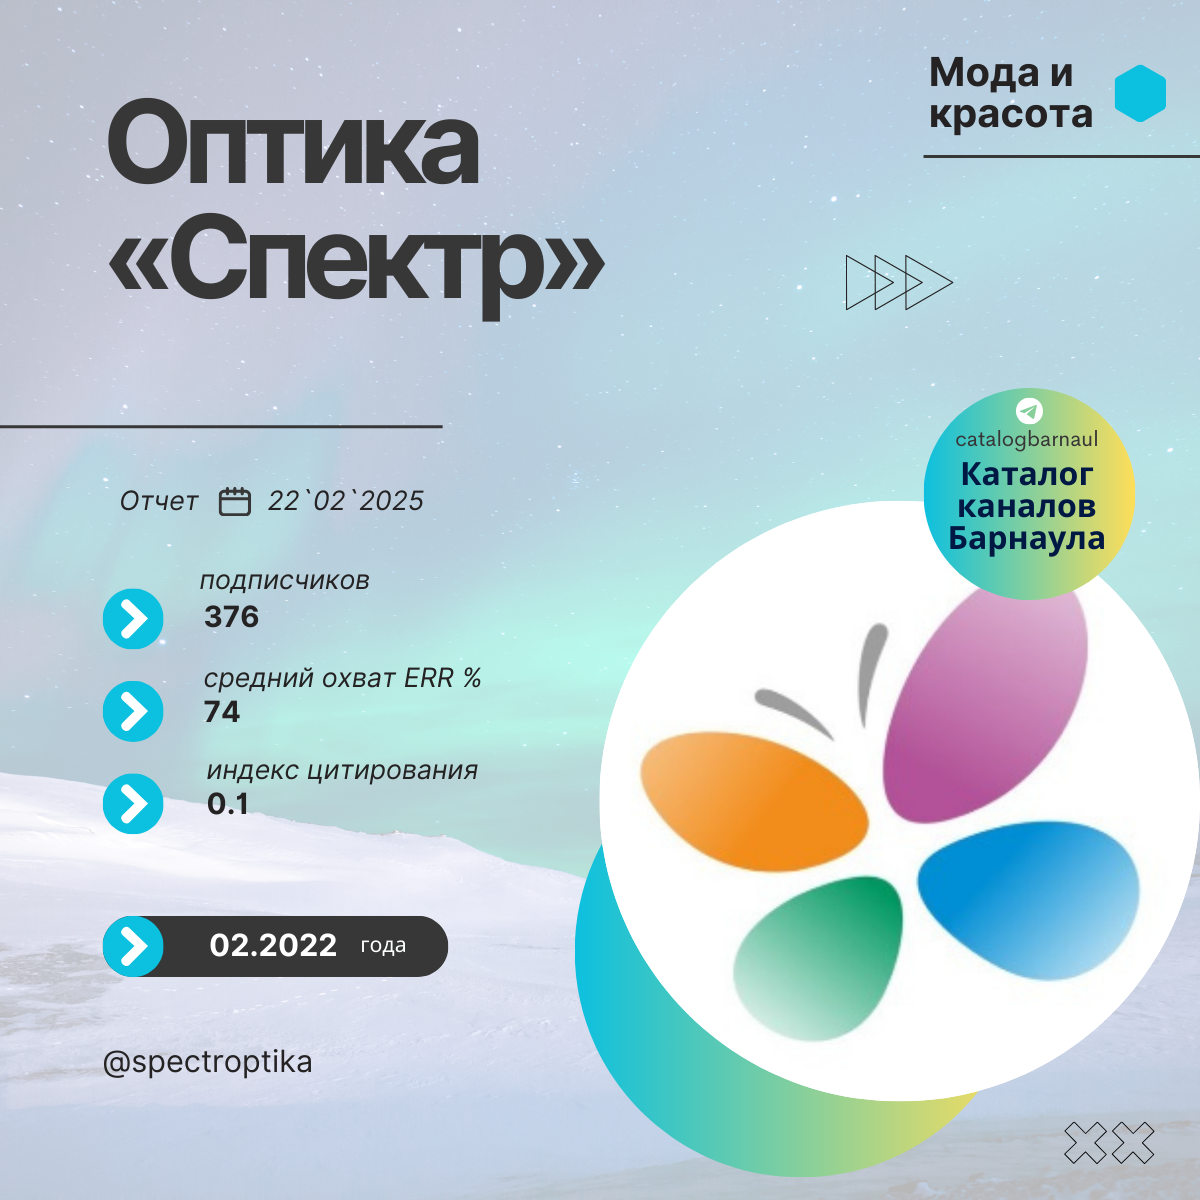 Оптика
«Спектр»
Мода и
красота
catalogbarnaul
Каталог
каналов
Барнаула
Отчет 22`02`2025
подписчиков
376
средний охват ERR %
74
индекс цитирования
0.1
02.2022 года
@spectroptika